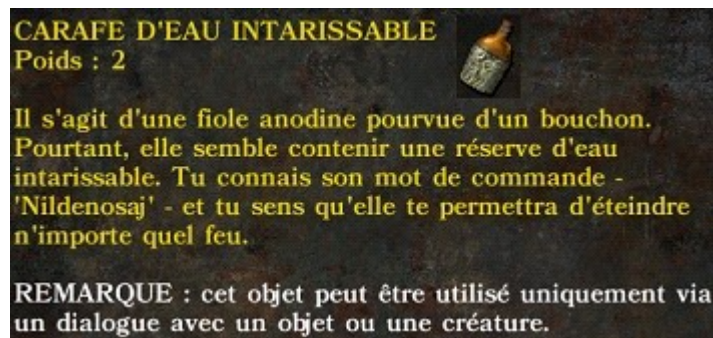 CARAFE D'EAU INTARISSABLE
Poids : 2
Il s'agit d'une fiole anodine pourvue d'un bouchon.
Pourtant, elle semble contenir une réserve d'eau
intarissable. Tu connais son mot de commande -
'Nildenosaj' - et tu sens qu'elle te permettra d'éteindre
n'importe quel feu.
REMARQUE : cet objet peut être utilisé uniquement via
un dialogue avec un objet ou une créature.